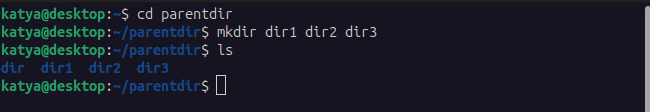 katya@desktop:~$ cd parentdir
katya@desktop:~/parentdir$ mkdir dir1 dir2 dir3
katya@desktop:~/parentdir$ ls
dir  dir1  dir2  dir3
katya@desktop:~/parentdir$